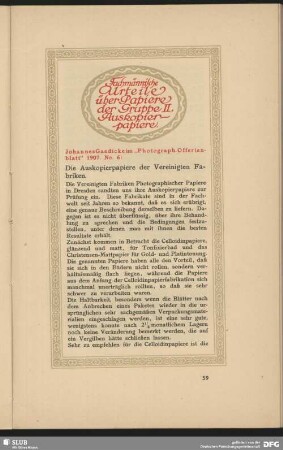 Fachmännische
Urteile
über Papiere
der Gruppe II.
Auskopier-
papiere
Johannes Gaedicke im „Photograph. Offerten-
blatt" 1907. No. 6:
Die Auskopierpapiere der Vereinigten Fa-
briken.
Die Vereinigten Fabriken Photographischer Papiere
in Dresden sandten uns ihre Auskopierpapiere zur
Prüfung ein. Diese Fabrikate sind in der Fach-
welt seit Jahren so bekannt, daß es sich erübrigt,
eine genaue Beschreibung derselben zu liefern. Da-
gegen ist es nicht überflüssig, über ihre Behand-
lung zu sprechen und die Bedingungen festzu-
stellen, unter denen man mit ihnen die besten
Resultate erhält.
Zunächst kommen in Betracht die Celloidinpapiere,
glänzend und matt, für Tonfixierbad und das
Christensen-Mattpapier für Gold- und Platintonung.
Die genannten Papiere haben alle den Vorteil, daß
sie sich in den Bädern nicht rollen, sondern ver-
hältnismäßig flach liegen, während die Papiere
aus dem Anfang der Celloidinpapierfabrikation sich
manchmal unerträglich rollten, so daß sie sehr
schwer zu verarbeiten waren.
Die Haltbarkeit, besonders wenn die Blätter nach
dem Anbrechen eines Paketes wieder in die ur-
sprünglichen sehr sachgemäßen Verpackungsmate-
rialien eingeschlagen werden, ist eine sehr gute,
wenigstens konnte nach 2½ monatlichem Lagern
noch keine Veränderung bemerkt werden, die auf
ein Vergilben hätte schließen lassen.
Sehr zu empfehlen für die Celloidinpapiere ist die
59
SLUB
DFG